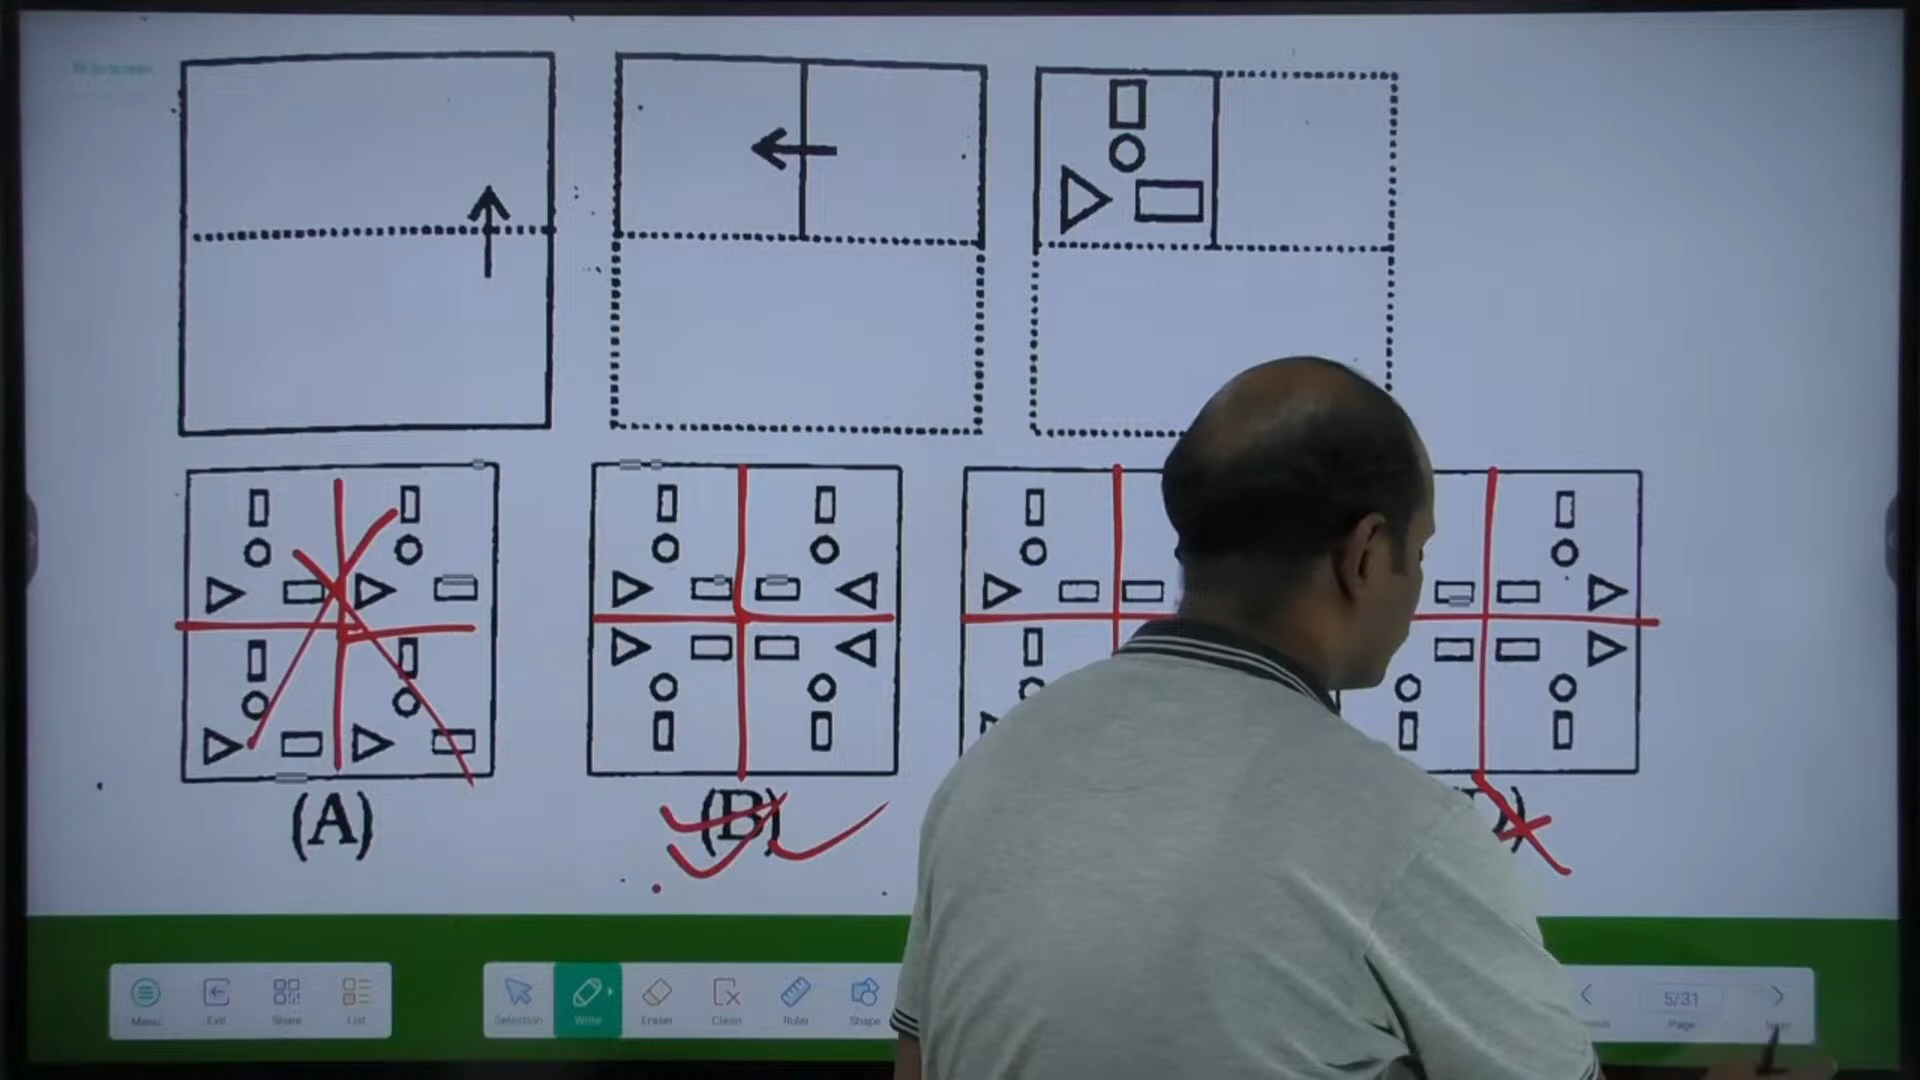 (A)
(B)
Menu
Exit
Share
List
Selection
Write
Eraser
Clean
Ruler
Shape
5/31
Page